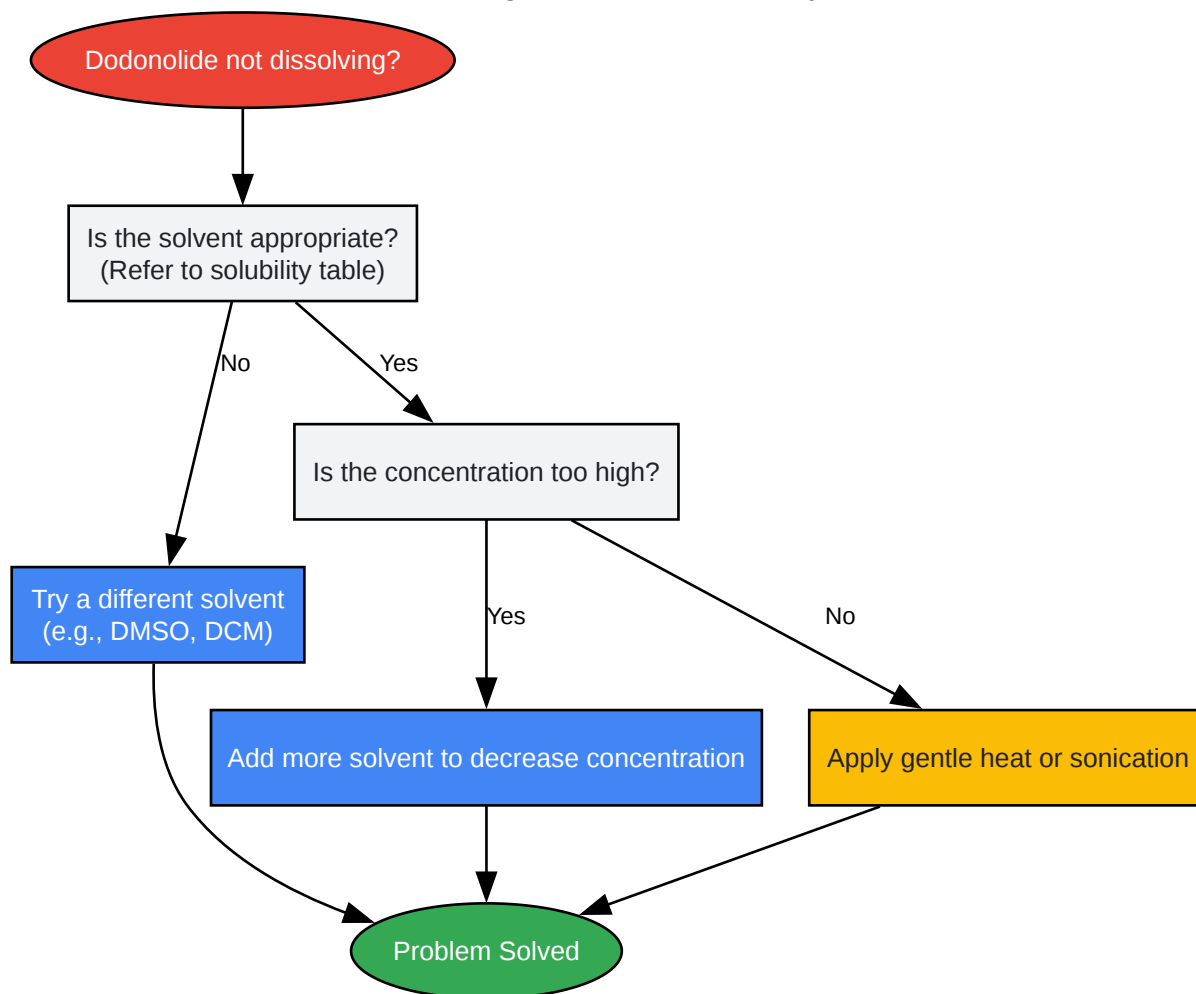 Dodonolide not dissolving?
Is the solvent appropriate?
(Refer to solubility table)
No
Yes
Is the concentration too high?
Try a different solvent
(e.g., DMSO, DCM)
Yes
No
Add more solvent to decrease concentration
Apply gentle heat or sonication
Problem Solved